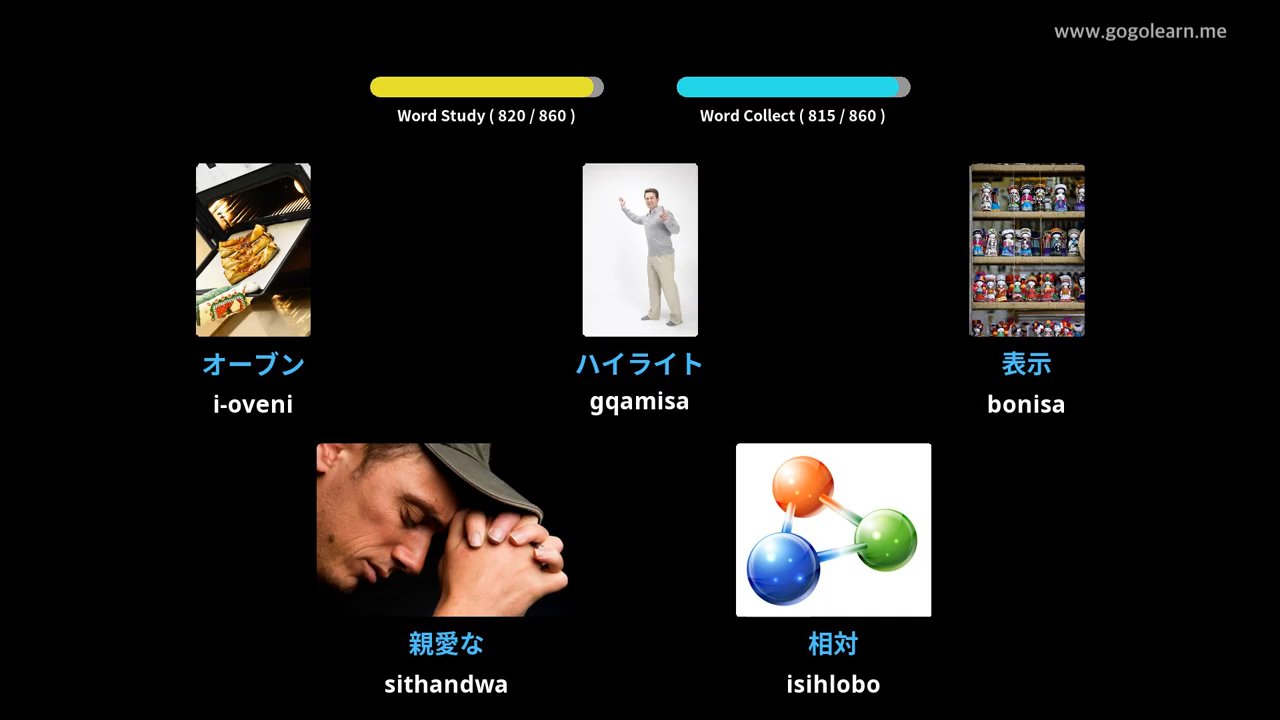 www.gogolearn.me
Word Study ( 820 / 860 )
Word Collect ( 815 / 860 )
オーブン
i-oveni
ハイライト
gqamisa
表示
bonisa
親愛な
sithandwa
相対
isihlobo